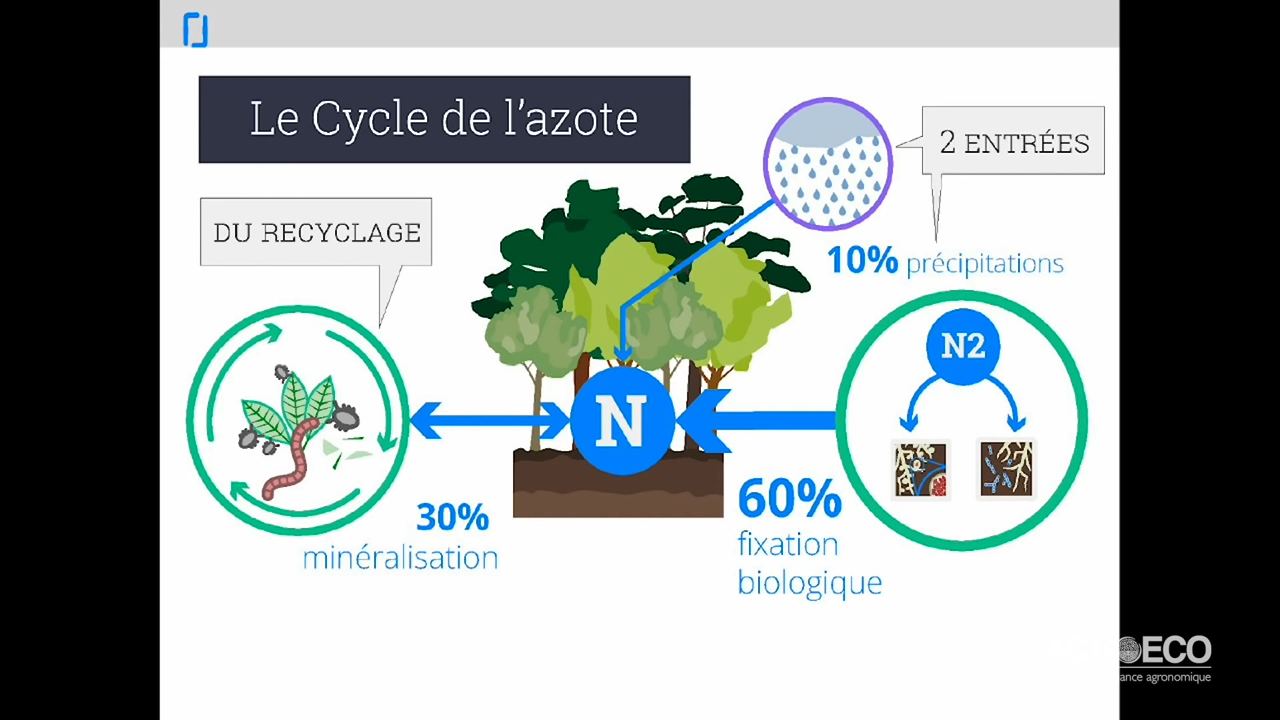 Le Cycle de l'azote
2 ENTRÉES
DU RECYCLAGE
10% précipitations
N2
N
30%
minéralisation
60%
fixation
biologique
ECO
ance agronomique